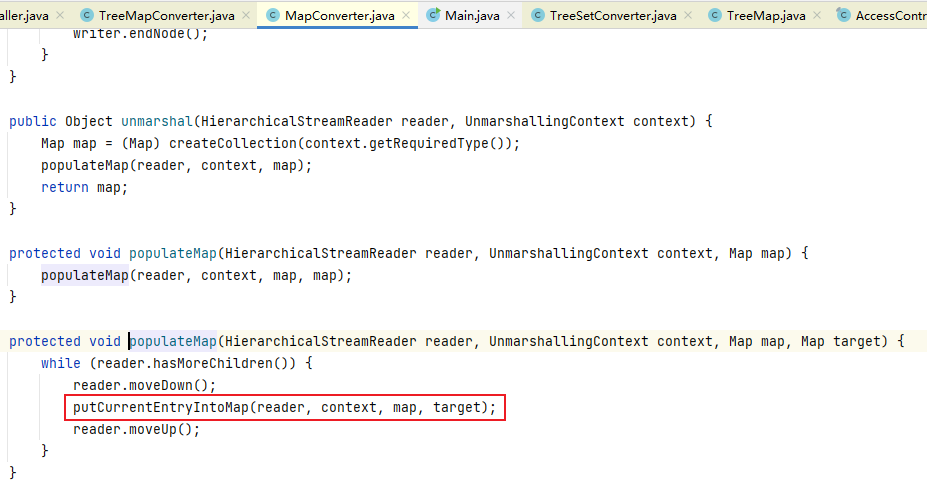 aller.java TreeMapConverter.java MapConverter.java Main.java TreeSetConverter.java TreeMap.java AccessContr
writer.endNode();
}
}
public Object unmarshal(HierarchicalStreamReader reader, UnmarshallingContext context) {
Map map = (Map) createCollection(context.getRequiredType());
populateMap(reader, context, map);
return map;
}
protected void populateMap(HierarchicalStreamReader reader, UnmarshallingContext context, Map map) {
populateMap(reader, context, map, map);
}
protected void populateMap(HierarchicalStreamReader reader, UnmarshallingContext context, Map map, Map target) {
while (reader.hasMoreChildren()) {
reader.moveDown();
putCurrentEntryIntoMap(reader, context, map, target);
reader.moveUp();
}
}